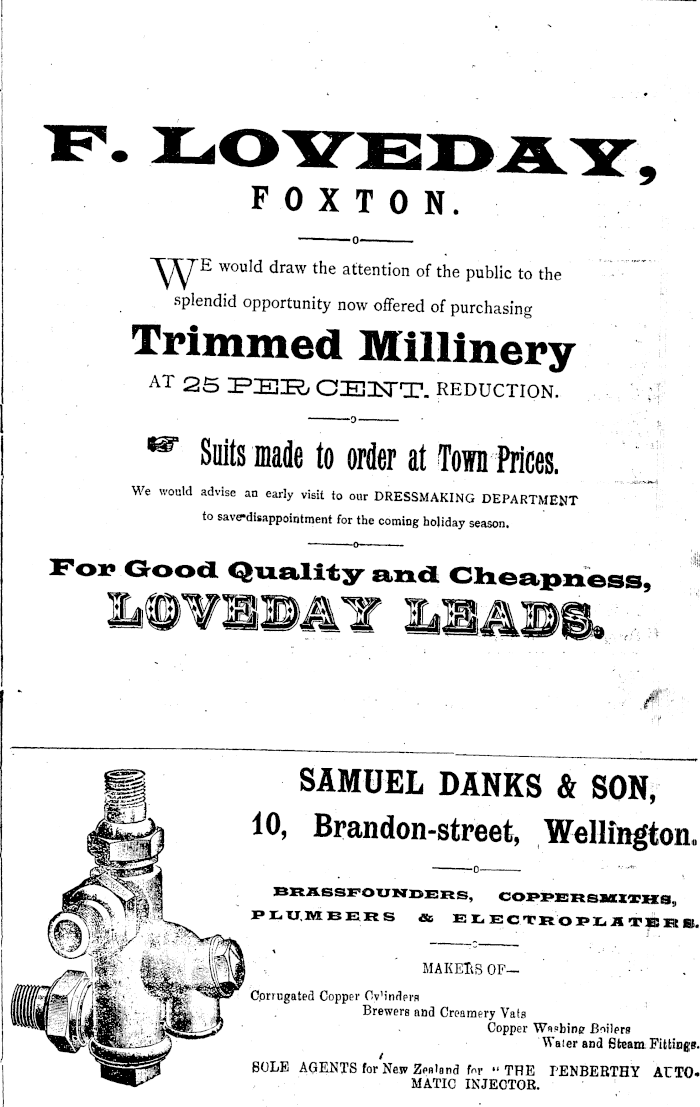 F. LOVEDAY,
FOXTON.
WE would draw the attention of the public to the
splendid opportunity now offered of purchasing
Trimmed Millinery
AT 25 PER CENT. REDUCTION.
Suits made to order at Town Prices.
We would advise an early visit to our DRESSMAKING DEPARTMENT
to save disappointment for the coming holiday season.
For Good Quality and Cheapness,
LOVEDAY LEADS.
SAMUEL DANKS & SON,
10, Brandon-street, Wellington.
BRASSFOUNDERS, COPPERSMITHS,
PLUMBERS & ELECTROPLATERS.
MAKERS OF—
Corrugated Copper Cylinders
Brewers and Creamery Vats
Copper Washing Boilers
Water and Steam Fittings.
SOLE AGENTS for New Zealand for "THE PENBERTHY AUTO-
MATIC INJECTOR.